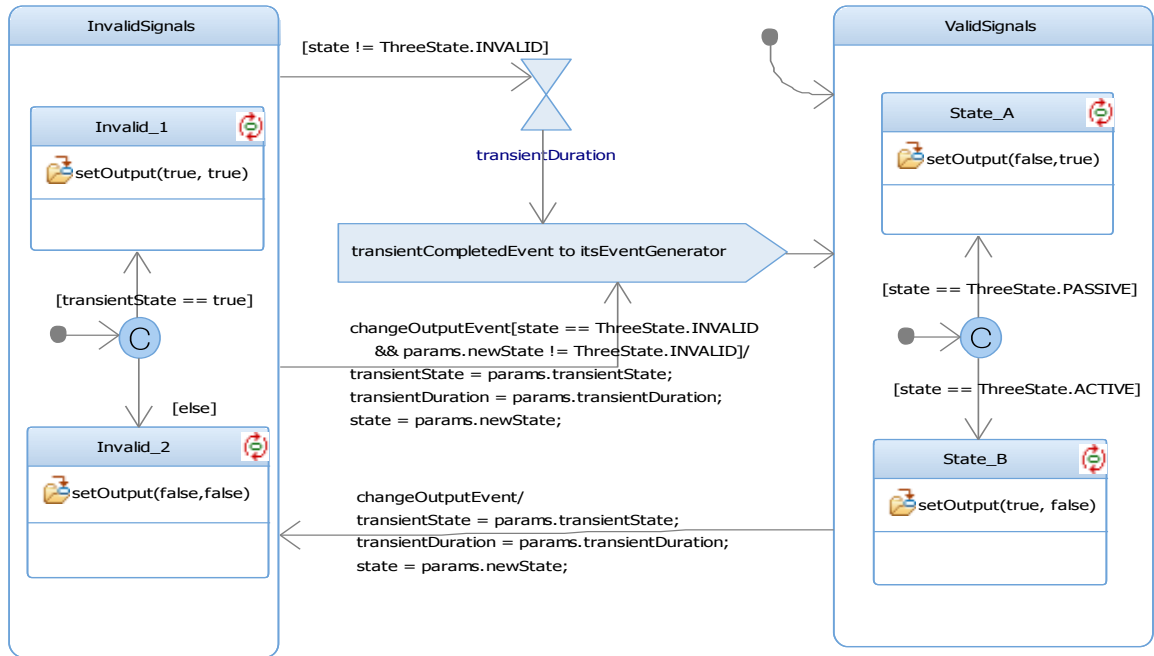 InvalidSignals
ValidSignals
[state != ThreeState.INVALID]
Invalid_1
setOutput(true, true)
transientDuration
State_A
setOutput(false,true)
transientCompletedEvent to itsEventGenerator
[transientState == true]
C
[else]
[state == ThreeState.PASSIVE]
C
[state == ThreeState.ACTIVE]
changeOutputEvent[state == ThreeState.INVALID
&& params.newState != ThreeState.INVALID]/
transientState = params.transientState;
transientDuration = params.transientDuration;
state = params.newState;
Invalid_2
setOutput(false,false)
State_B
setOutput(true, false)
changeOutputEvent/
transientState = params.transientState;
transientDuration = params.transientDuration;
state = params.newState;